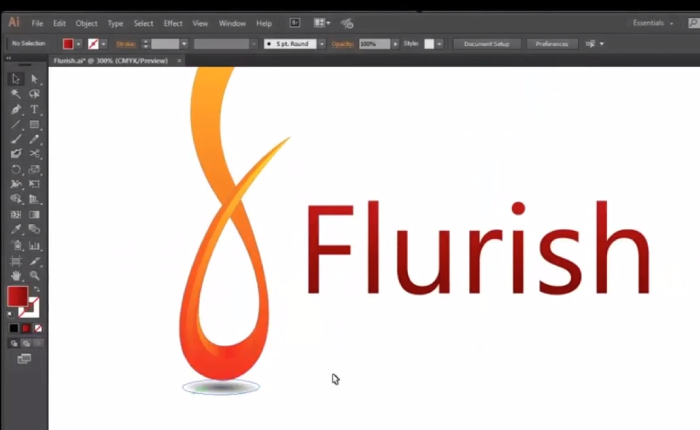 Ai File Edit Object Type Select Effect View Window Help Br Essentials
No Selection Stroke: 5 pt. Round Opacity: 100% Style: Document Setup Preferences
Flurish.ai* @ 300% (CMYK/Preview) ×
Flurish